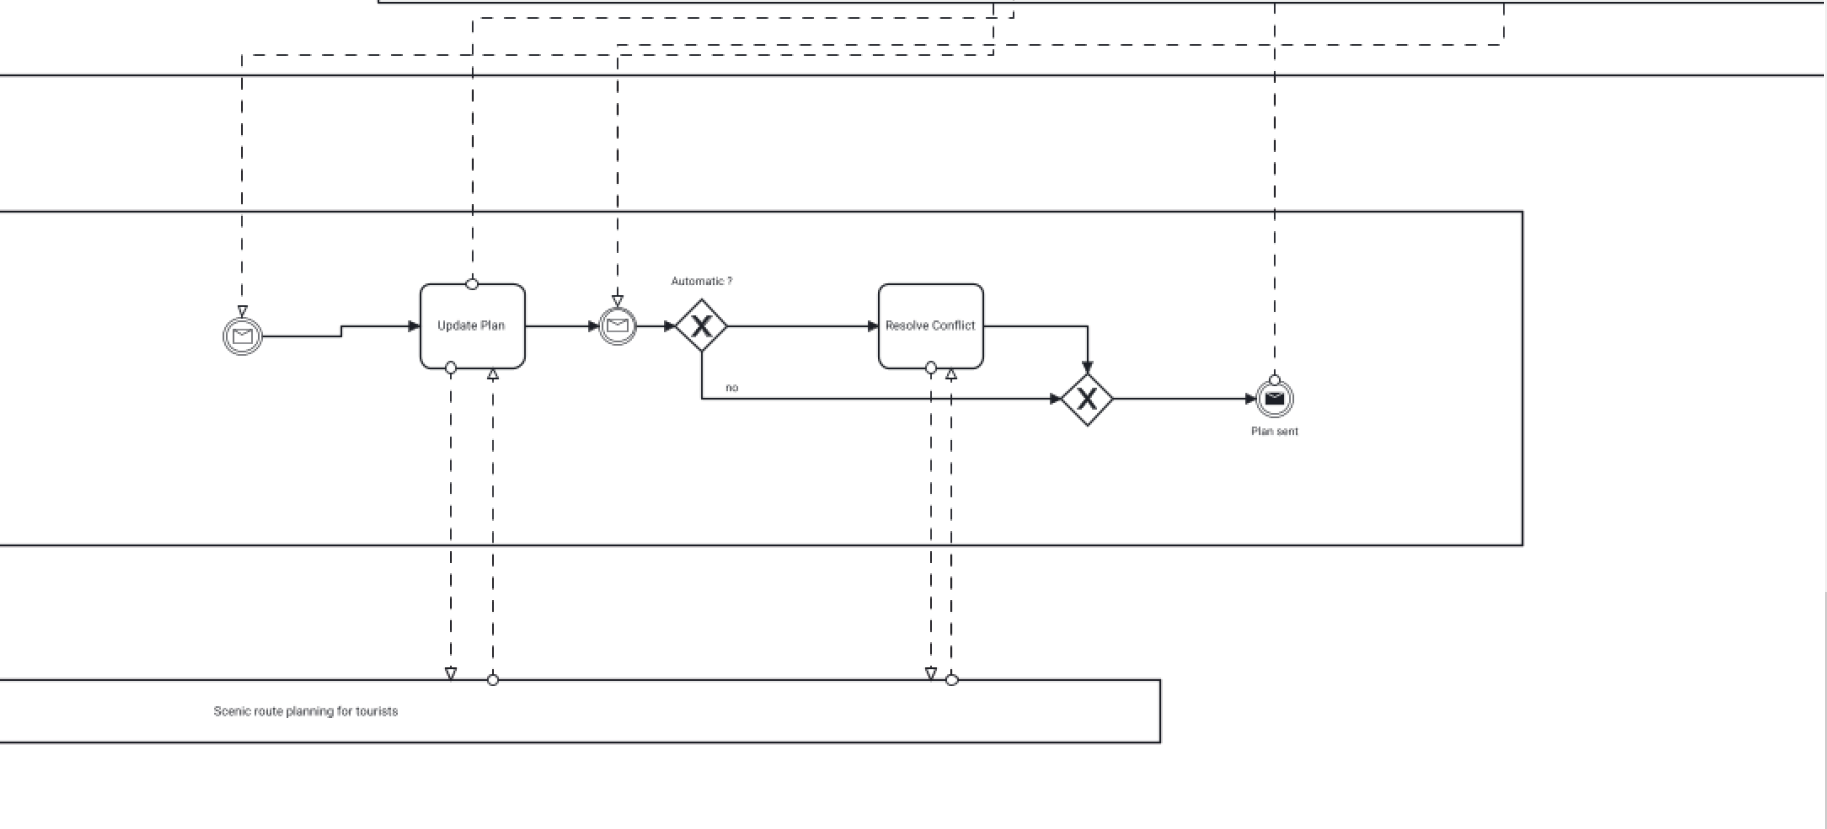 Automatic ?
Update Plan
Resolve Conflict
no
Plan sent
Scenic route planning for tourists